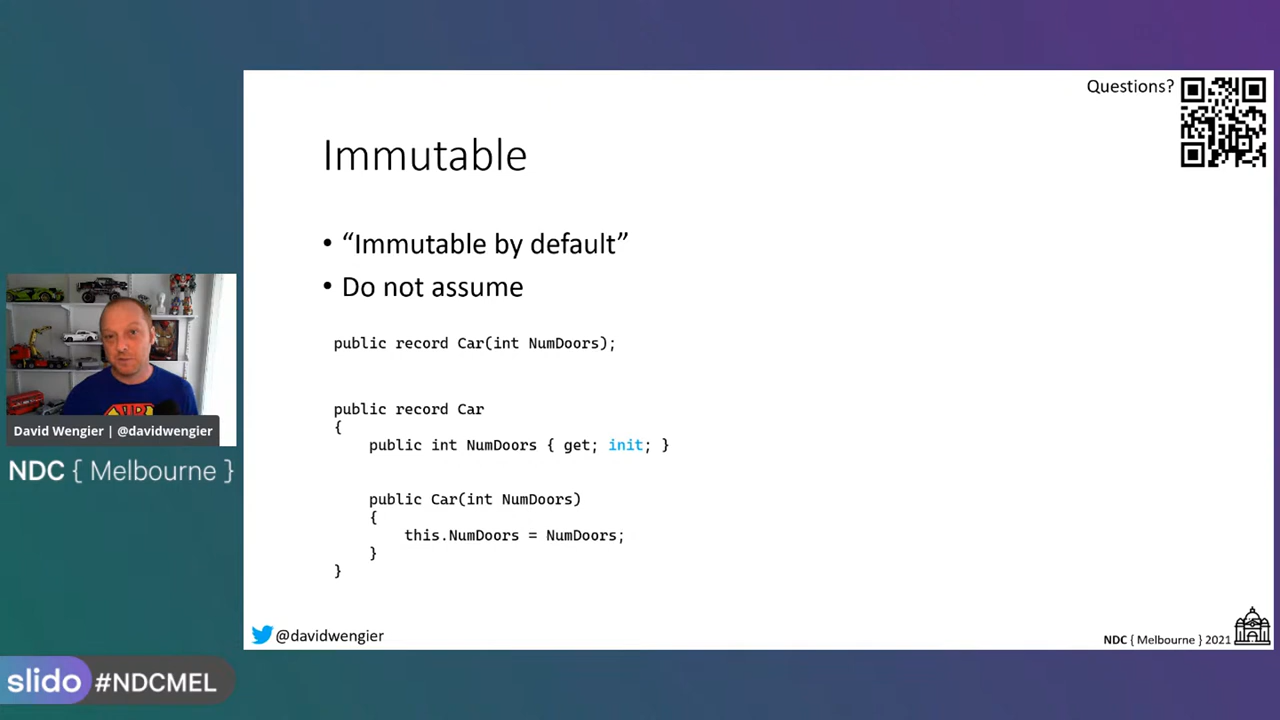 Questions?
Immutable
• “Immutable by default”
• Do not assume
public record Car(int NumDoors);
public record Car
{
public int NumDoors { get; init; }
public Car(int NumDoors)
{
this.NumDoors = NumDoors;
}
}
David Wengier | @davidwengier
NDC { Melbourne }
@davidwengier
NDC { Melbourne } 2021
slido #NDCMEL